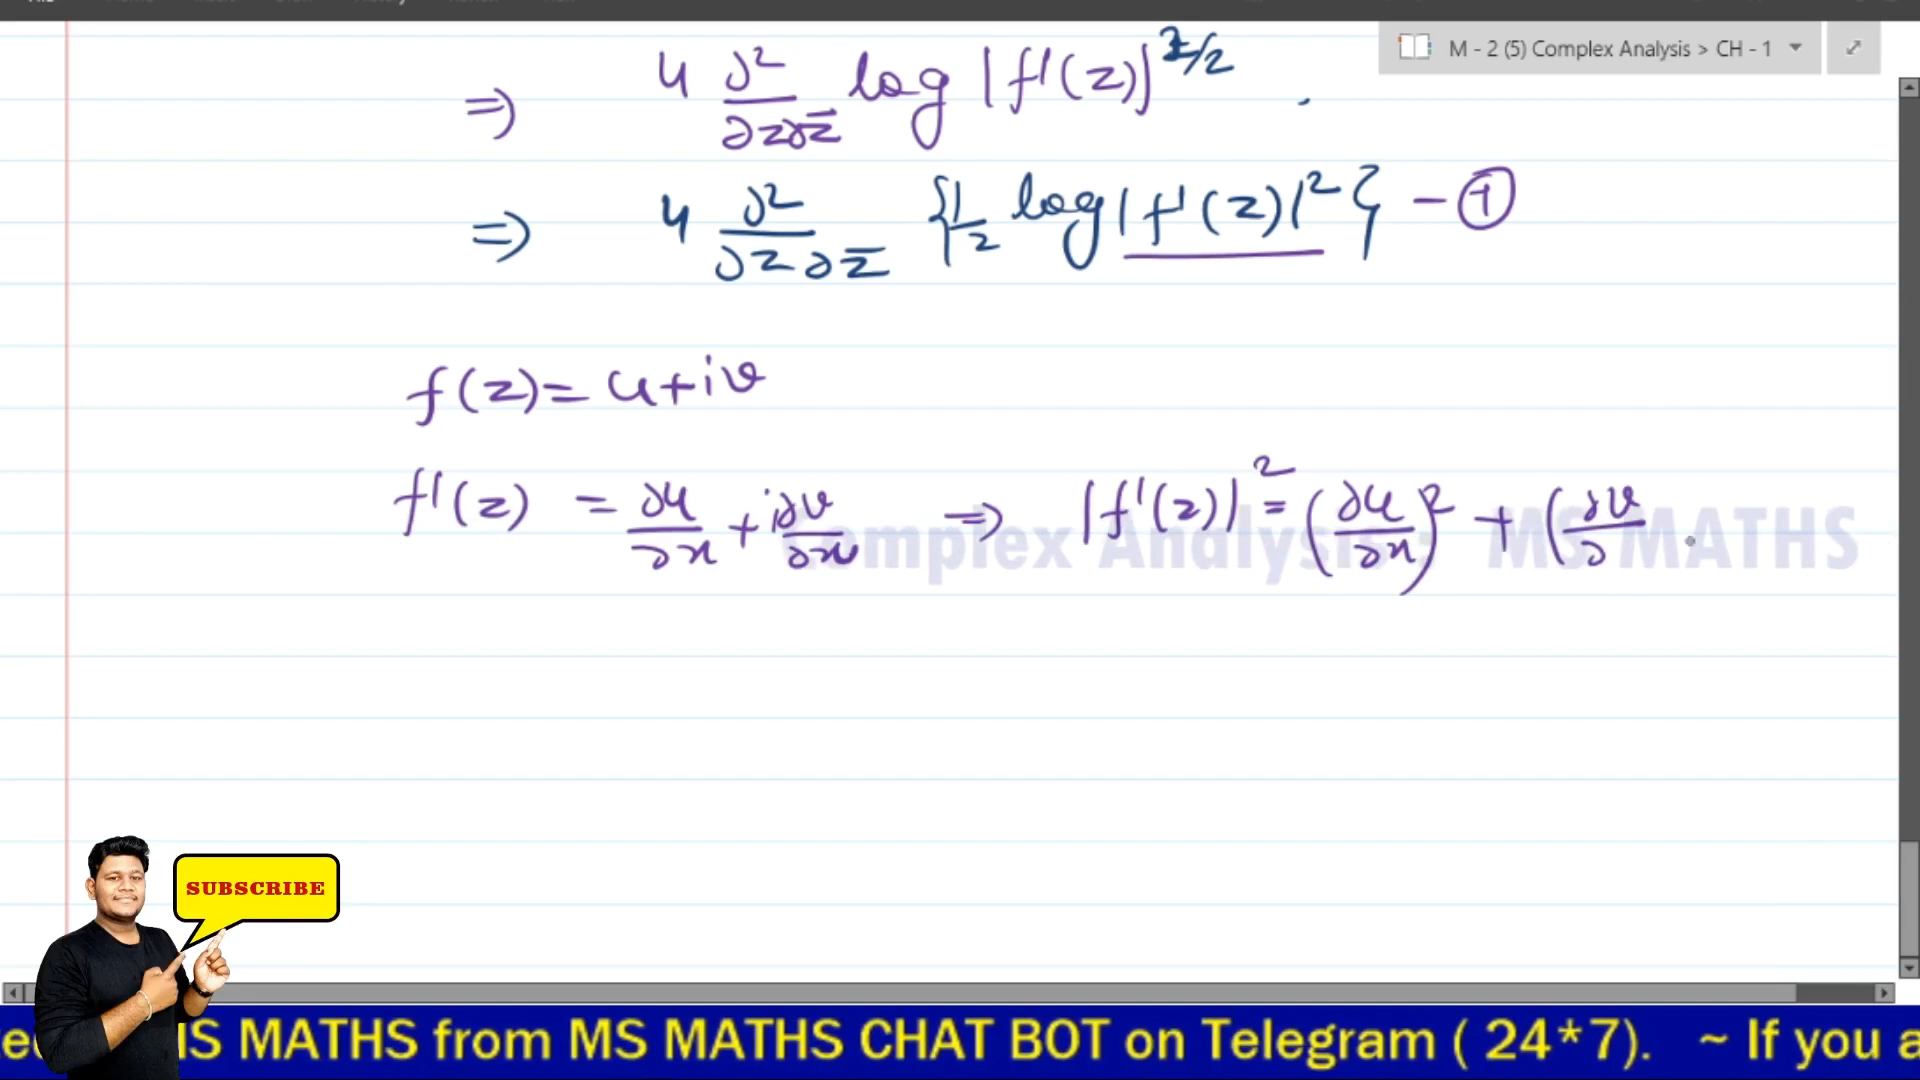 M - 2 (5) Complex Analysis > CH - 1
⇒ 4 ∂²/∂z∂z̄ log |f'(z)|^2/2
⇒ 4 ∂²/∂z∂z̄ {1/2 log|f'(z)|²} - ①
f(z) = u+iv
f'(z) = ∂u/∂x + i∂v/∂x ⇒ |f'(z)|² = (∂u/∂x)² + (∂v/∂
Complex Analysis : MS MATHS
SUBSCRIBE
MS MATHS from MS MATHS CHAT BOT on Telegram ( 24*7). ~ If you a